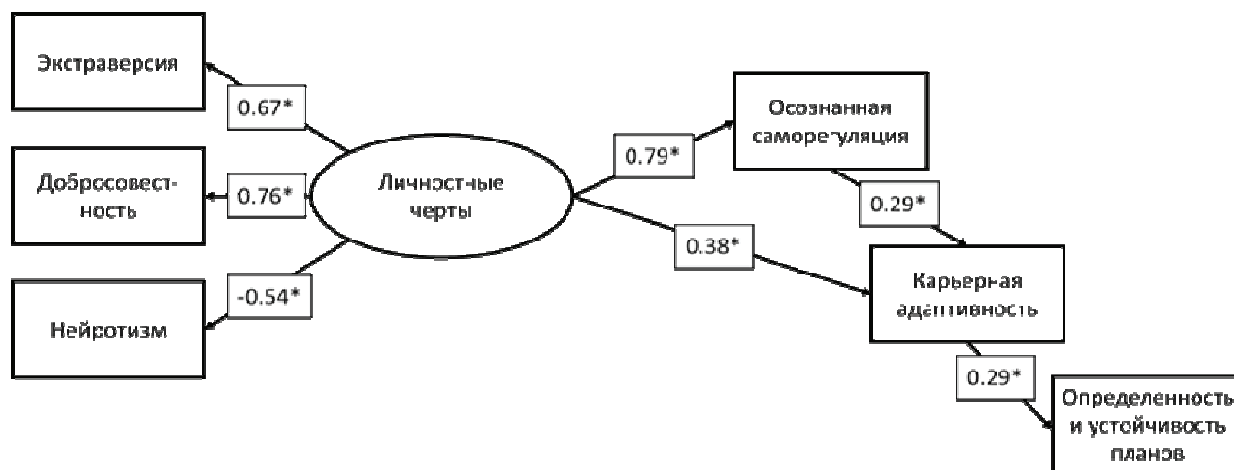 Экстраверсия
0.67*
Добросовест-
ность
0.76*
Нейротизм
-0.54*
Личностные
черты
0.79*
0.38*
Осознанная
саморегуляция
0.29*
Карьерная
адаптивность
0.29*
Определенность
и устойчивость
планов